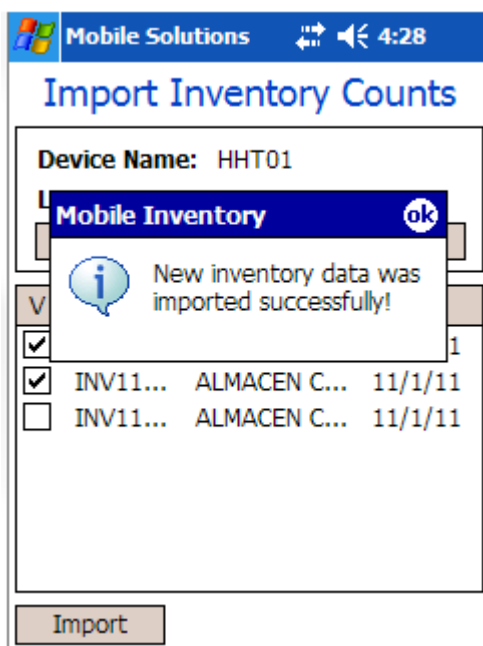 Mobile Solutions 4:28
Import Inventory Counts
Device Name: HHT01
L
Mobile Inventory ok
New inventory data was
imported successfully!
V
1
INV11... ALMACEN C... 11/1/11
INV11... ALMACEN C... 11/1/11
Import